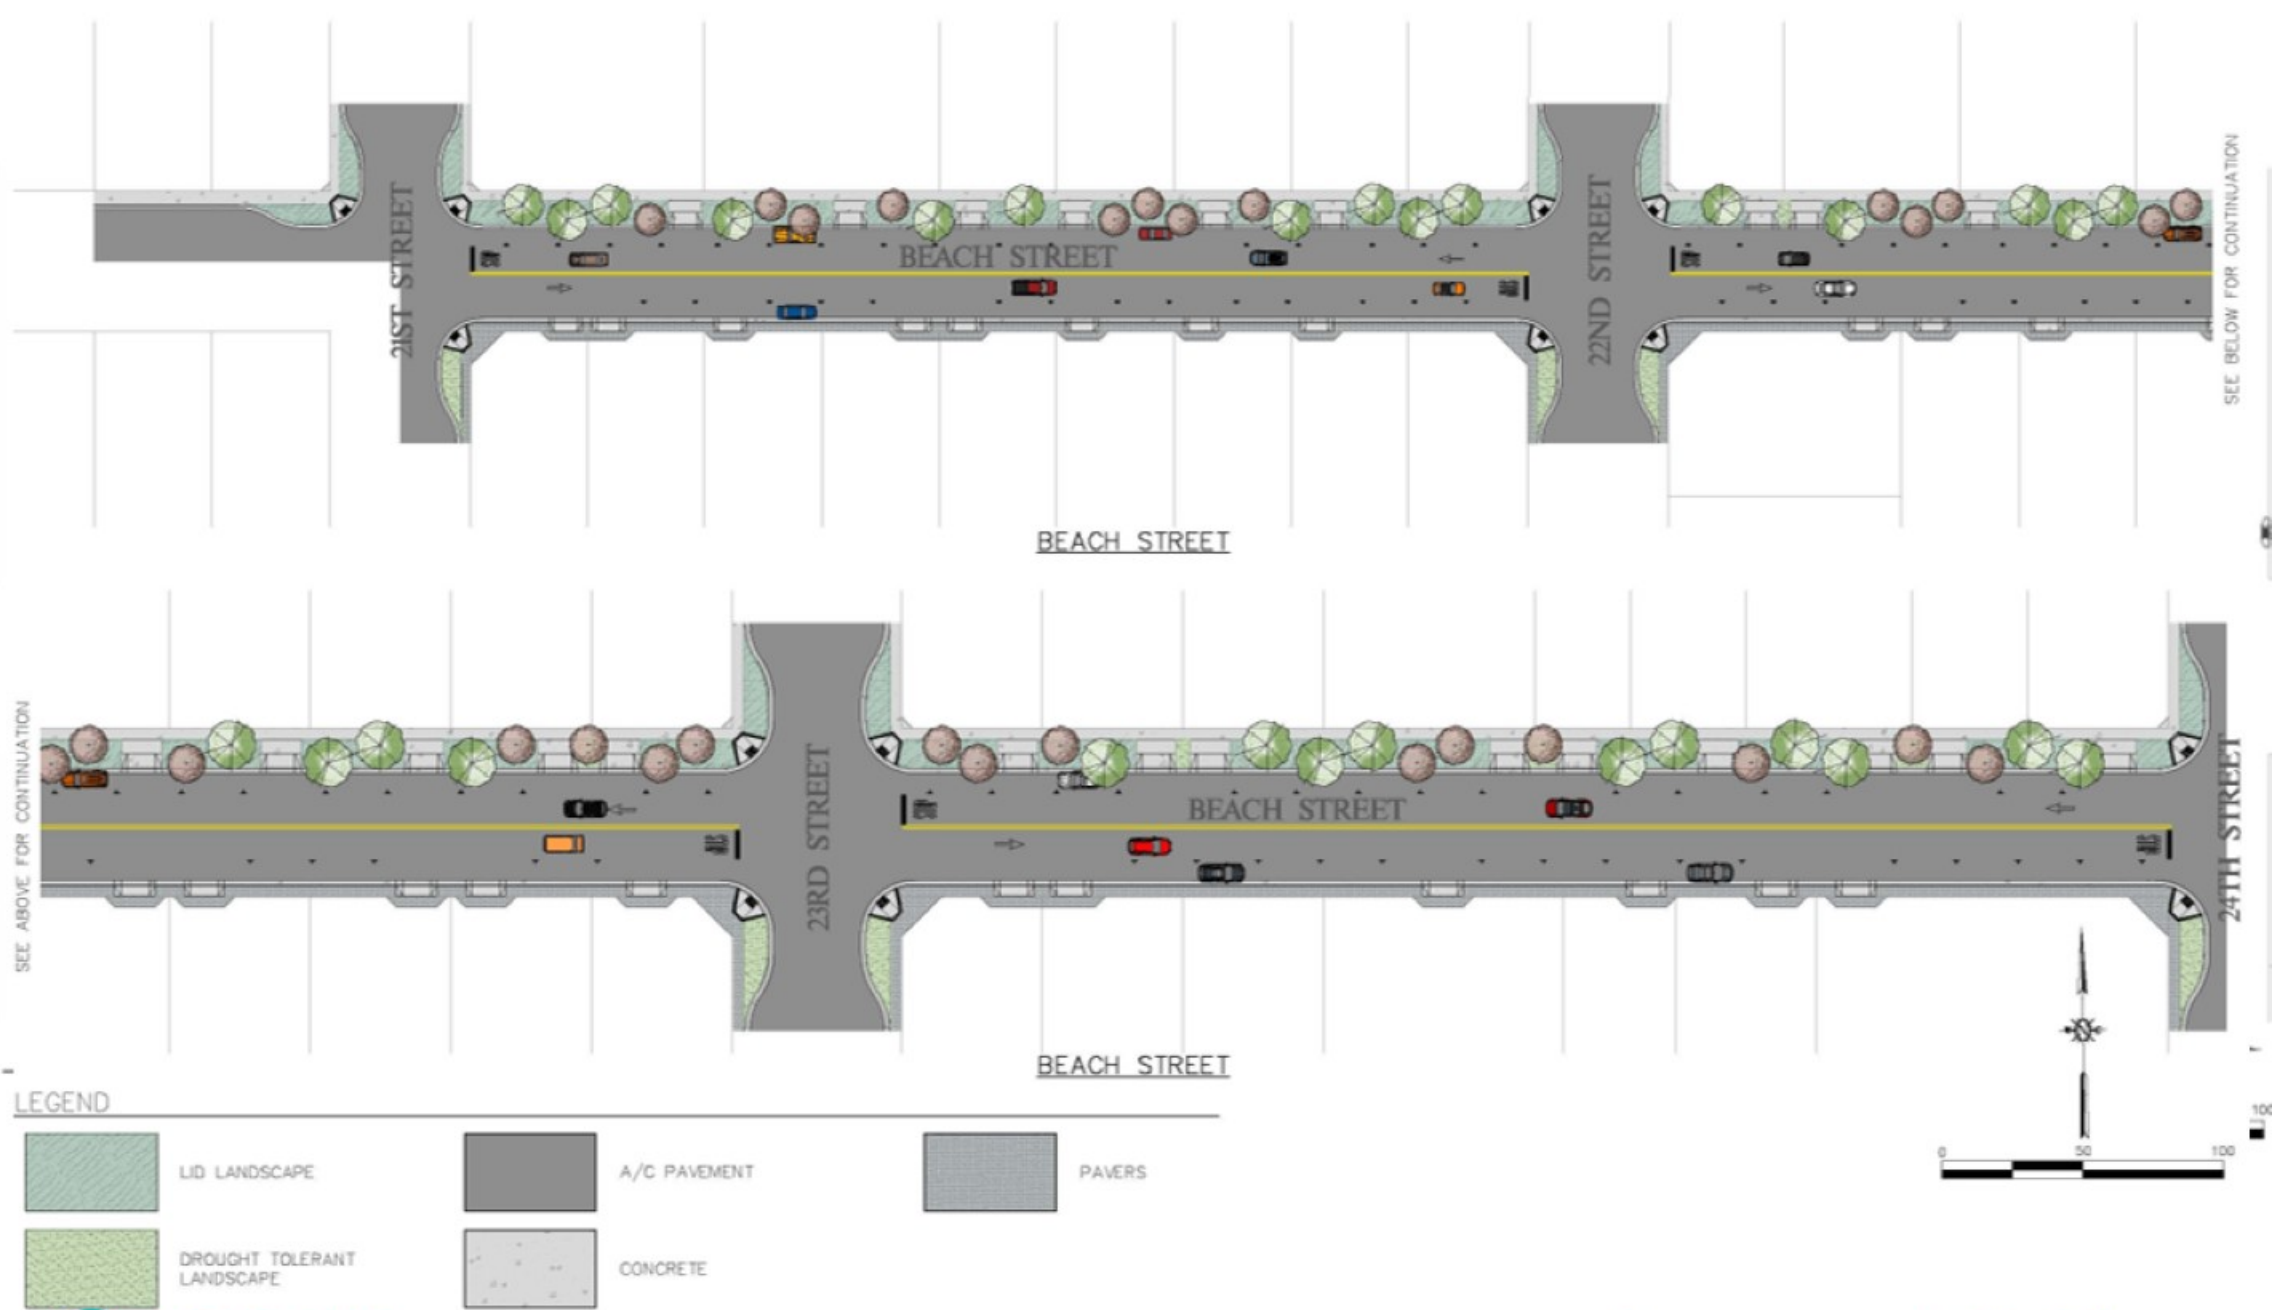 21ST STREET
BEACH STREET
22ND STREET
SEE BELOW FOR CONTINUATION
BEACH STREET
SEE ABOVE FOR CONTINUATION
23RD STREET
BEACH STREET
24TH STREET
BEACH STREET
LEGEND
LID LANDSCAPE
A/C PAVEMENT
PAVERS
DROUGHT TOLERANT
LANDSCAPE
CONCRETE
0 50 100
100